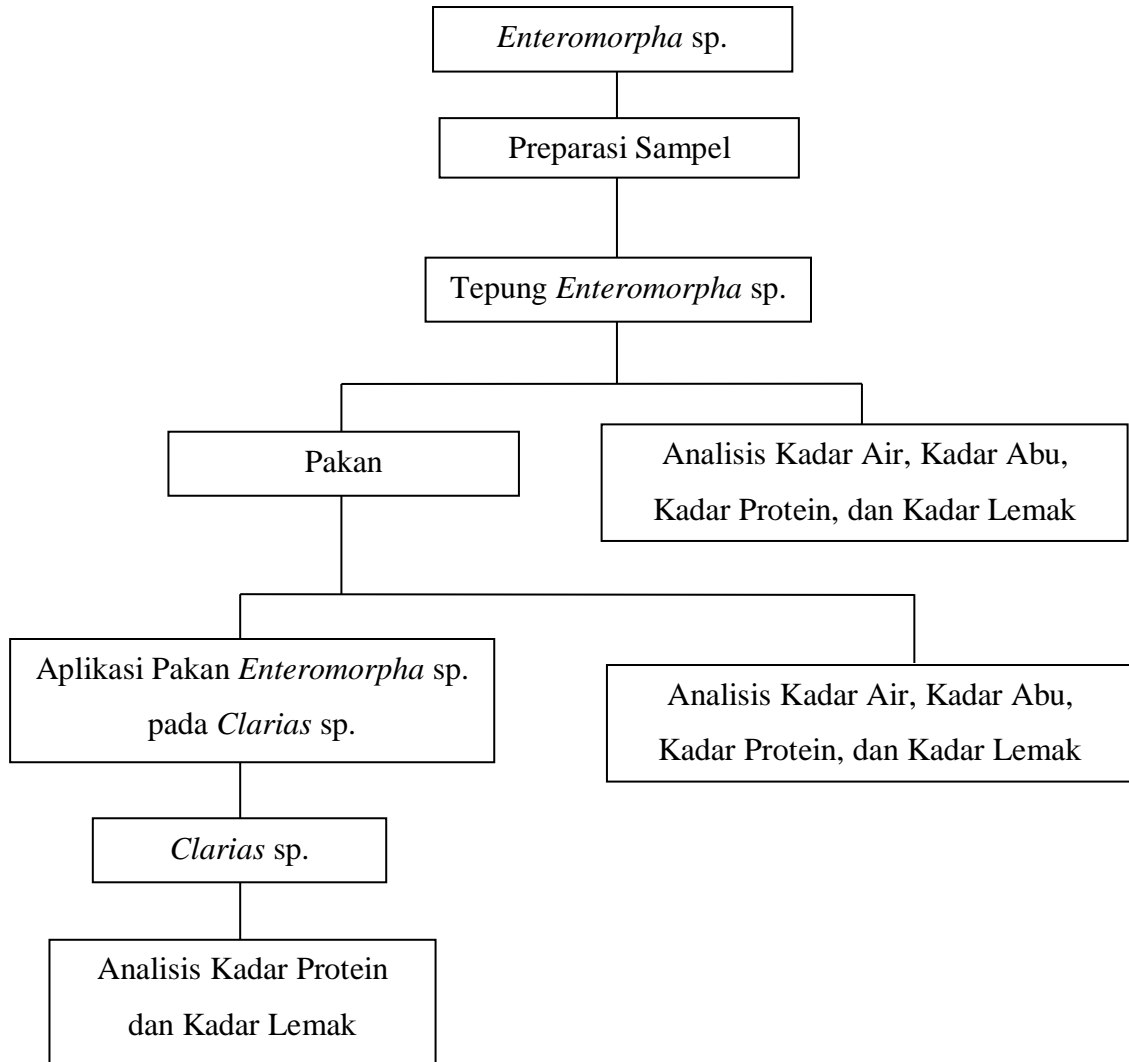 Enteromorpha sp.
Preparasi Sampel
Tepung Enteromorpha sp.
Pakan
Analisis Kadar Air, Kadar Abu,
Kadar Protein, dan Kadar Lemak
Aplikasi Pakan Enteromorpha sp.
pada Clarias sp.
Analisis Kadar Air, Kadar Abu,
Kadar Protein, dan Kadar Lemak
Clarias sp.
Analisis Kadar Protein
dan Kadar Lemak